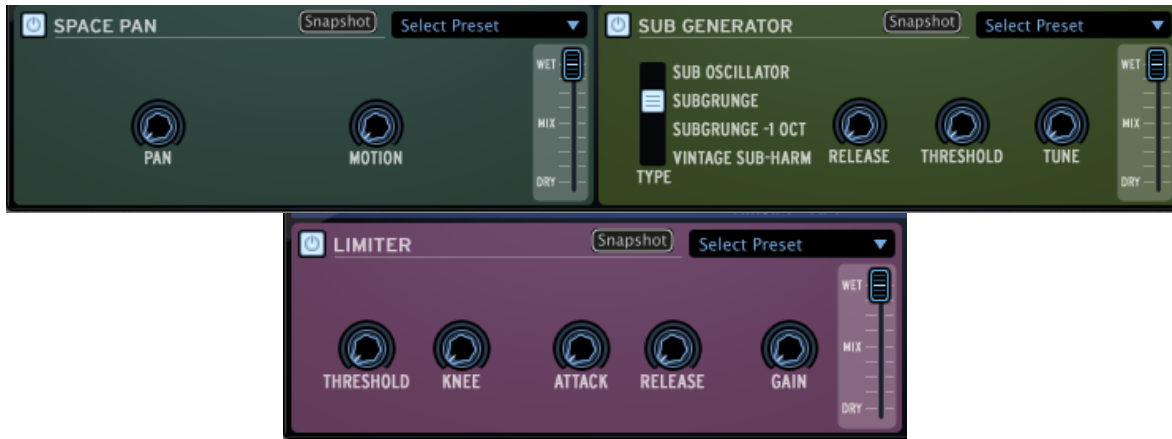 SPACE PAN Snapshot Select Preset
WET
MIX
DRY
PAN MOTION
SUB GENERATOR Snapshot Select Preset
SUB OSCILLATOR
SUBGRUNGE
SUBGRUNGE -1 OCT
VINTAGE SUB-HARM
TYPE
RELEASE THRESHOLD TUNE
WET
MIX
DRY
LIMITER Snapshot Select Preset
THRESHOLD KNEE ATTACK RELEASE GAIN
WET
MIX
DRY